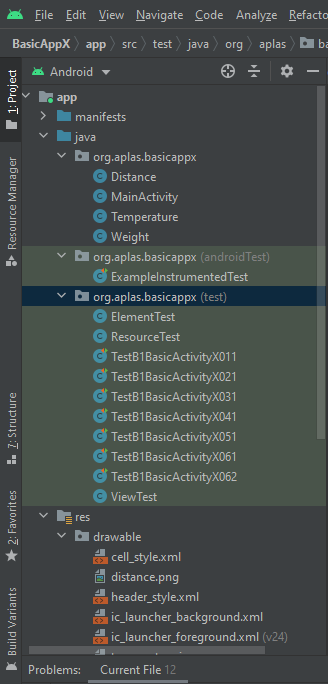 File Edit View Navigate Code Analyze Refacto
BasicAppX app src test java org aplas ba
1: Project
Android
app
manifests
java
org.aplas.basicappx
Distance
MainActivity
Temperature
Weight
org.aplas.basicappx (androidTest)
ExampleInstrumentedTest
org.aplas.basicappx (test)
ElementTest
ResourceTest
TestB1BasicActivityX011
TestB1BasicActivityX021
TestB1BasicActivityX031
TestB1BasicActivityX041
TestB1BasicActivityX051
TestB1BasicActivityX061
TestB1BasicActivityX062
ViewTest
res
drawable
cell_style.xml
distance.png
header_style.xml
ic_launcher_background.xml
ic_launcher_foreground.xml (v24)
Resource Manager
7: Structure
2: Favorites
Build Variants
Problems: Current File 12